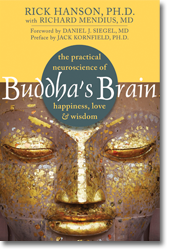 RICK HANSON, PH.D.
with RICHARD MENDIUS, MD
Foreword by DANIEL J. SIEGEL, MD
Preface by JACK KORNFIELD, PH.D.
the practical
neuroscience of
Buddha's Brain
happiness, love
& wisdom